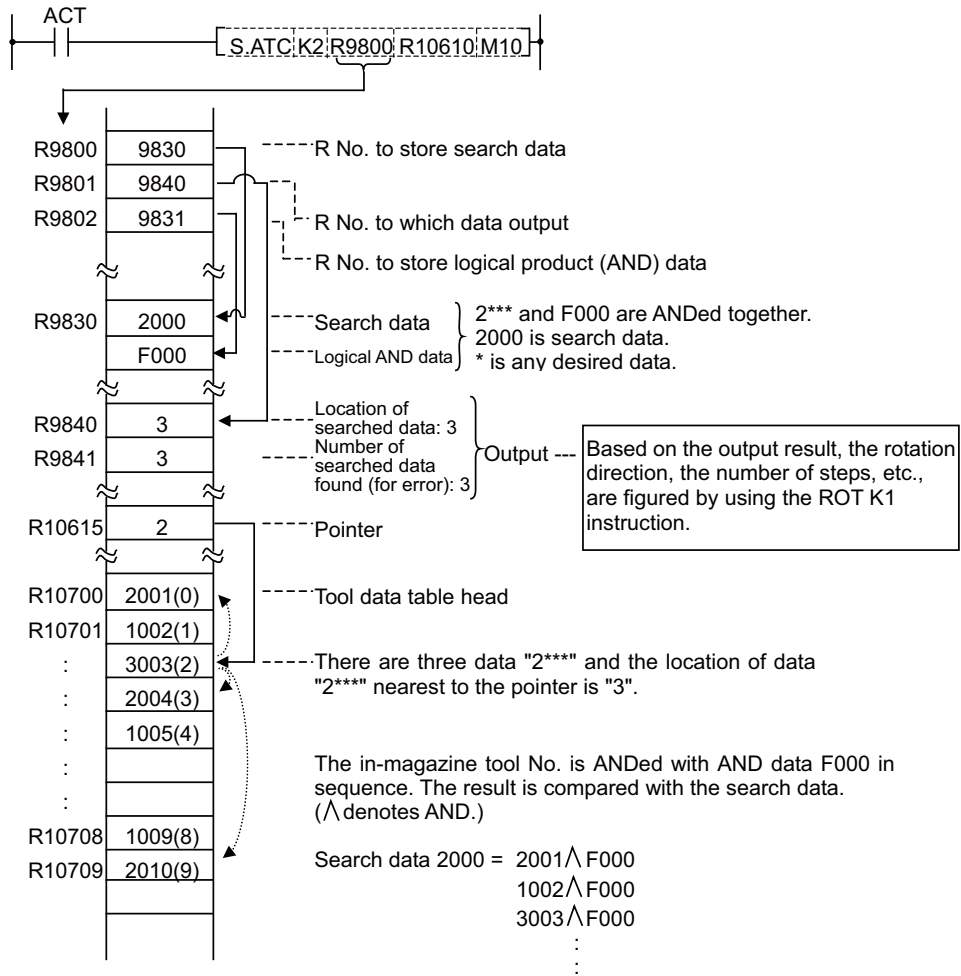 ACT
S.ATC K2 R9800 R10610 M10
R9800 9830 R No. to store search data
R9801 9840
R9802 9831 R No. to which data output
R No. to store logical product (AND) data
R9830 2000 Search data
F000 Logical AND data
2*** and F000 are ANDed together.
2000 is search data.
* is any desired data.
R9840 3 Location of
searched data: 3
R9841 3 Number of
searched data
found (for error): 3
Output ---
Based on the output result, the rotation
direction, the number of steps, etc.,
are figured by using the ROT K1
instruction.
R10615 2 Pointer
R10700 2001(0) Tool data table head
R10701 1002(1)
: 3003(2) There are three data "2***" and the location of data
"2***" nearest to the pointer is "3".
: 2004(3)
: 1005(4)
:
:
The in-magazine tool No. is ANDed with AND data F000 in
sequence. The result is compared with the search data.
(∧ denotes AND.)
R10708 1009(8)
R10709 2010(9)
Search data 2000 = 2001∧F000
1002∧F000
3003∧F000
:
: